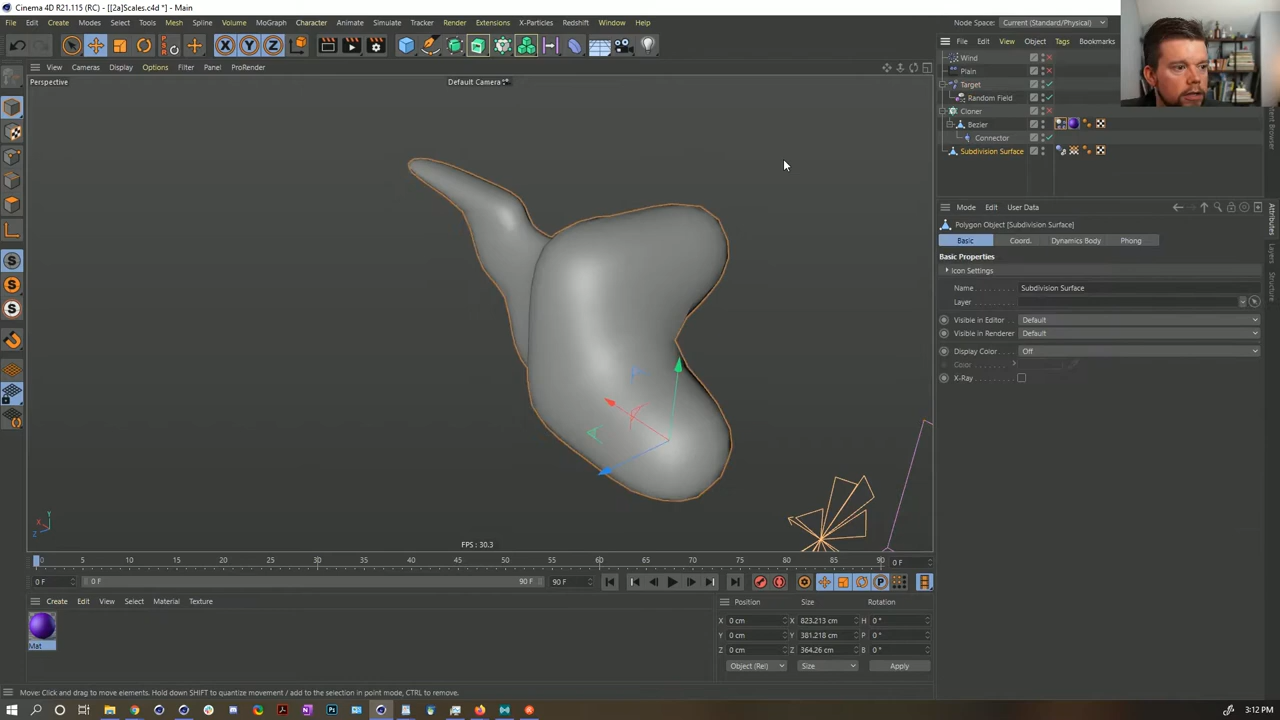 Cinema 4D R21.115 (RC) - [[2a]Scales.c4d *] - Main
File Edit Create Modes Select Tools Mesh Spline Volume MoGraph Character Animate Simulate Tracker Render Extensions X-Particles Redshift Window Help
Node Space: Current (Standard/Physical)
File Edit View Object Tags Bookmarks
View Cameras Display Options Filter Panel ProRender
Perspective
Default Camera
Wind
Plain
Target
Random Field
Cloner
Bezier
Connector
Subdivision Surface
Content Browser
Mode Edit User Data
Polygon Object [Subdivision Surface]
Basic Coord. Dynamics Body Phong
Basic Properties
Icon Settings
Name Subdivision Surface
Layer
Visible in Editor Default
Visible in Renderer Default
Display Color Off
Color
X-Ray
Attributes
Layers
Structure
FPS : 30.3
0 5 10 15 20 25 30 35 40 45 50 55 60 65 70 75 80 85 90 0 F
0 F 0 F 90 F 90 F
Create Edit View Select Material Texture
Mat
Position Size Rotation
X 0 cm X 823.213 cm H 0 °
Y 0 cm Y 381.218 cm P 0 °
Z 0 cm Z 364.26 cm B 0 °
Object (Rel) Size Apply
Move: Click and drag to move elements. Hold down SHIFT to quantize movement / add to the selection in point mode, CTRL to remove.
3:12 PM